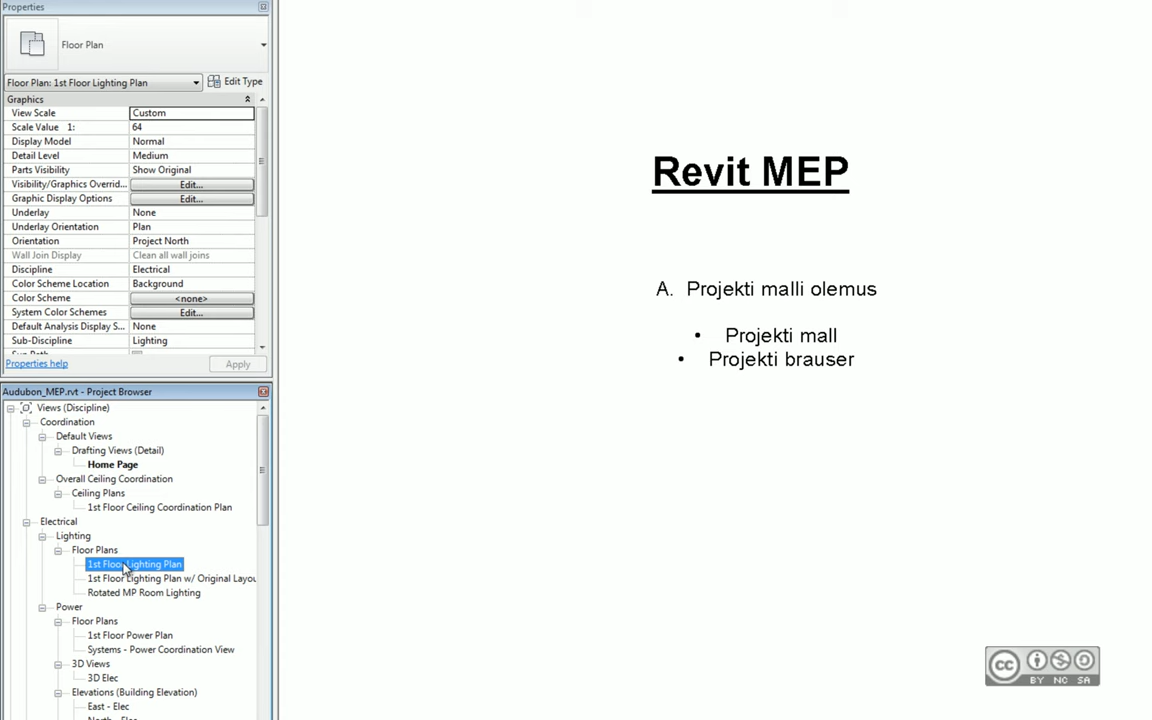 Properties
Floor Plan
Floor Plan: 1st Floor Lighting Plan
Edit Type
Graphics
View Scale Custom
Scale Value 1: 64
Display Model Normal
Detail Level Medium
Parts Visibility Show Original
Visibility/Graphics Overrid... Edit...
Graphic Display Options Edit...
Underlay None
Underlay Orientation Plan
Orientation Project North
Wall Join Display Clean all wall joins
Discipline Electrical
Color Scheme Location Background
Color Scheme <none>
System Color Schemes Edit...
Default Analysis Display S... None
Sub-Discipline Lighting
Properties help
Apply
Audubon_MEP.rvt - Project Browser
Views (Discipline)
Coordination
Default Views
Drafting Views (Detail)
Home Page
Overall Ceiling Coordination
Ceiling Plans
1st Floor Ceiling Coordination Plan
Electrical
Lighting
Floor Plans
1st Floor Lighting Plan
1st Floor Lighting Plan w/ Original Layou
Rotated MP Room Lighting
Power
Floor Plans
1st Floor Power Plan
Systems - Power Coordination View
3D Views
3D Elec
Elevations (Building Elevation)
East - Elec
Revit MEP
A. Projekti malli olemus
• Projekti mall
• Projekti brauser
cc
BY NC SA